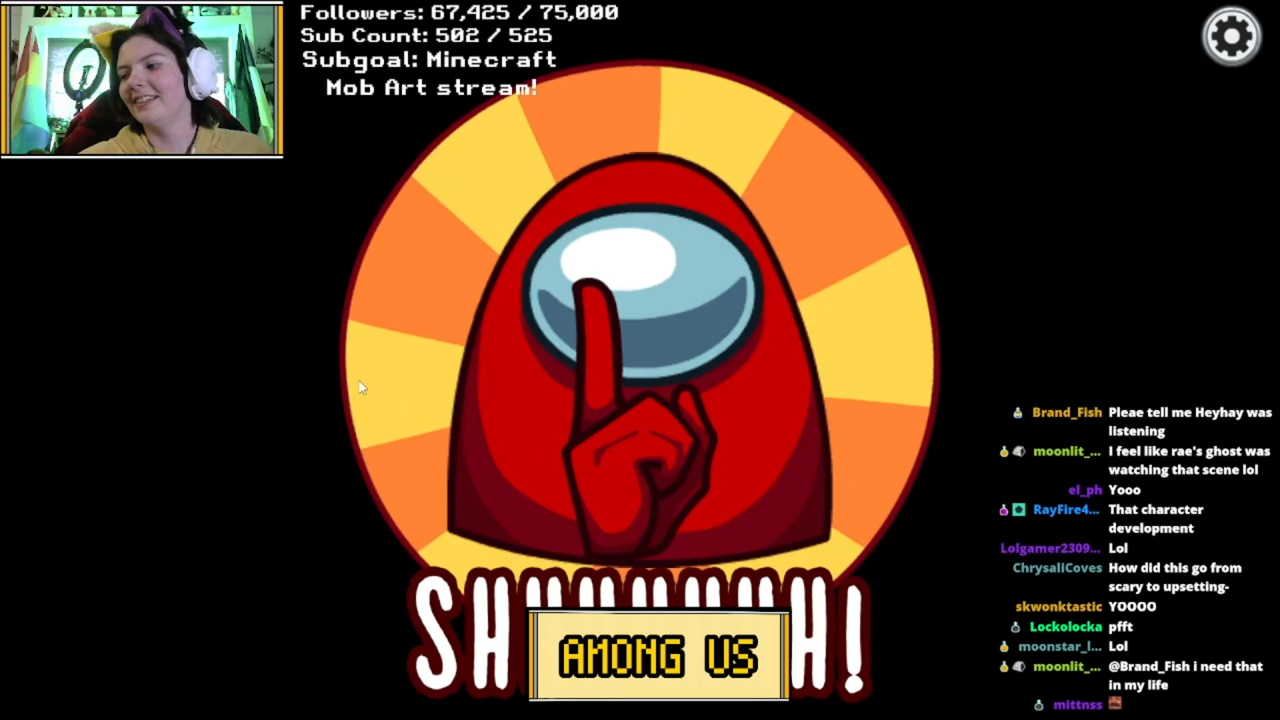 Followers: 67,425 / 75,000
Sub Count: 502 / 525
Subgoal: Minecraft
Mob Art stream!
Brand_Fish Pleae tell me Heyhay was
listening
moonlit_... I feel like rae's ghost was
watching that scene lol
el_ph Yooo
RayFire4... That character
development
Lolgamer2309... Lol
ChrysaliCoves How did this go from
scary to upsetting-
skwonktastic YOOOO
Lockolocka pfft
moonstar_l... Lol
moonlit_... @Brand_Fish i need that
in my life
mittnss
SHHHHHHH!
AMONG US